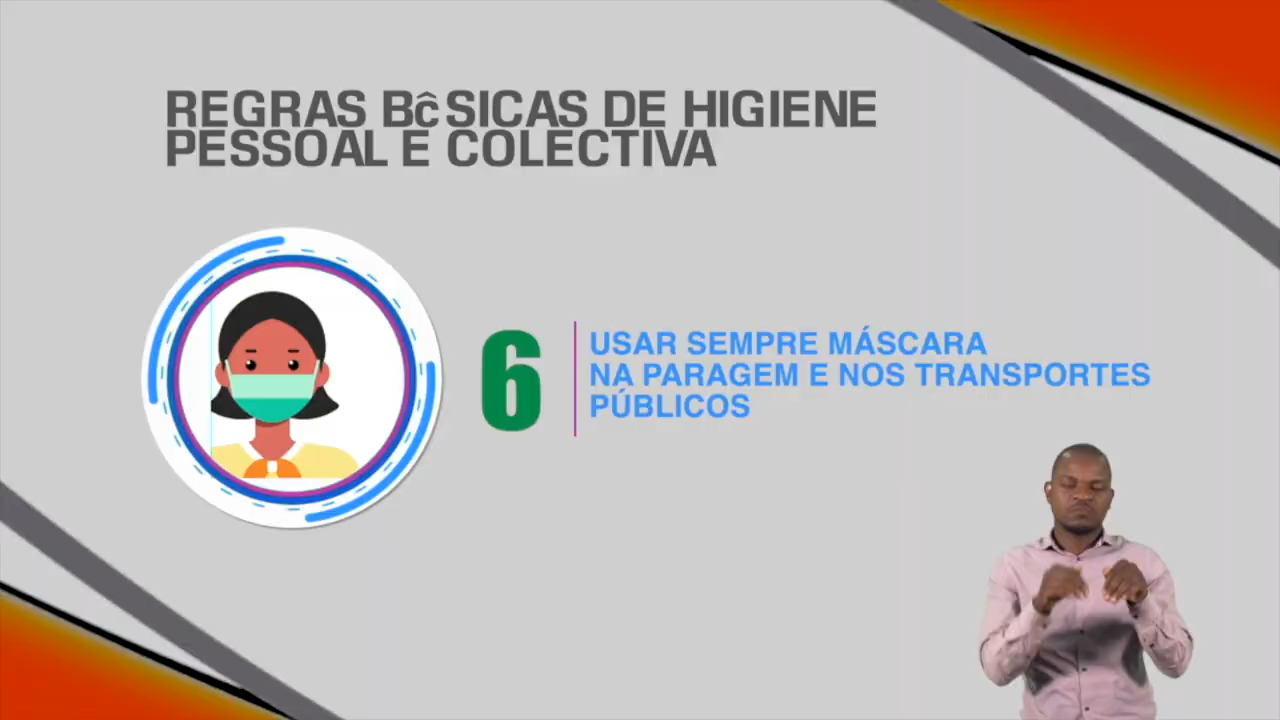 REGRAS BĉSICAS DE HIGIENE
PESSOAL E COLECTIVA
6
USAR SEMPRE MÁSCARA
NA PARAGEM E NOS TRANSPORTES
PÚBLICOS